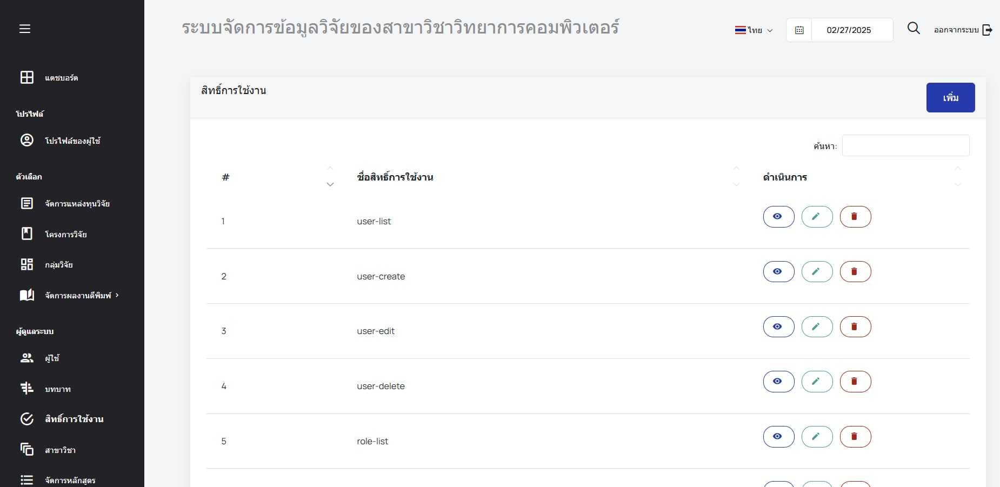 ระบบจัดการข้อมูลวิจัยของสาขาวิชาวิทยาการคอมพิวเตอร์
ไทย
02/27/2025
ออกจากระบบ
แดชบอร์ด
โปรไฟล์
โปรไฟล์ของผู้ใช้
ตัวเลือก
จัดการแหล่งทุนวิจัย
โครงการวิจัย
กลุ่มวิจัย
จัดการผลงานตีพิมพ์
ผู้ดูแลระบบ
ผู้ใช้
บทบาท
สิทธิ์การใช้งาน
สาขาวิชา
จัดการหลักสูตร
สิทธิ์การใช้งาน
เพิ่ม
ค้นหา:
# ชื่อสิทธิ์การใช้งาน ดำเนินการ
1 user-list
2 user-create
3 user-edit
4 user-delete
5 role-list